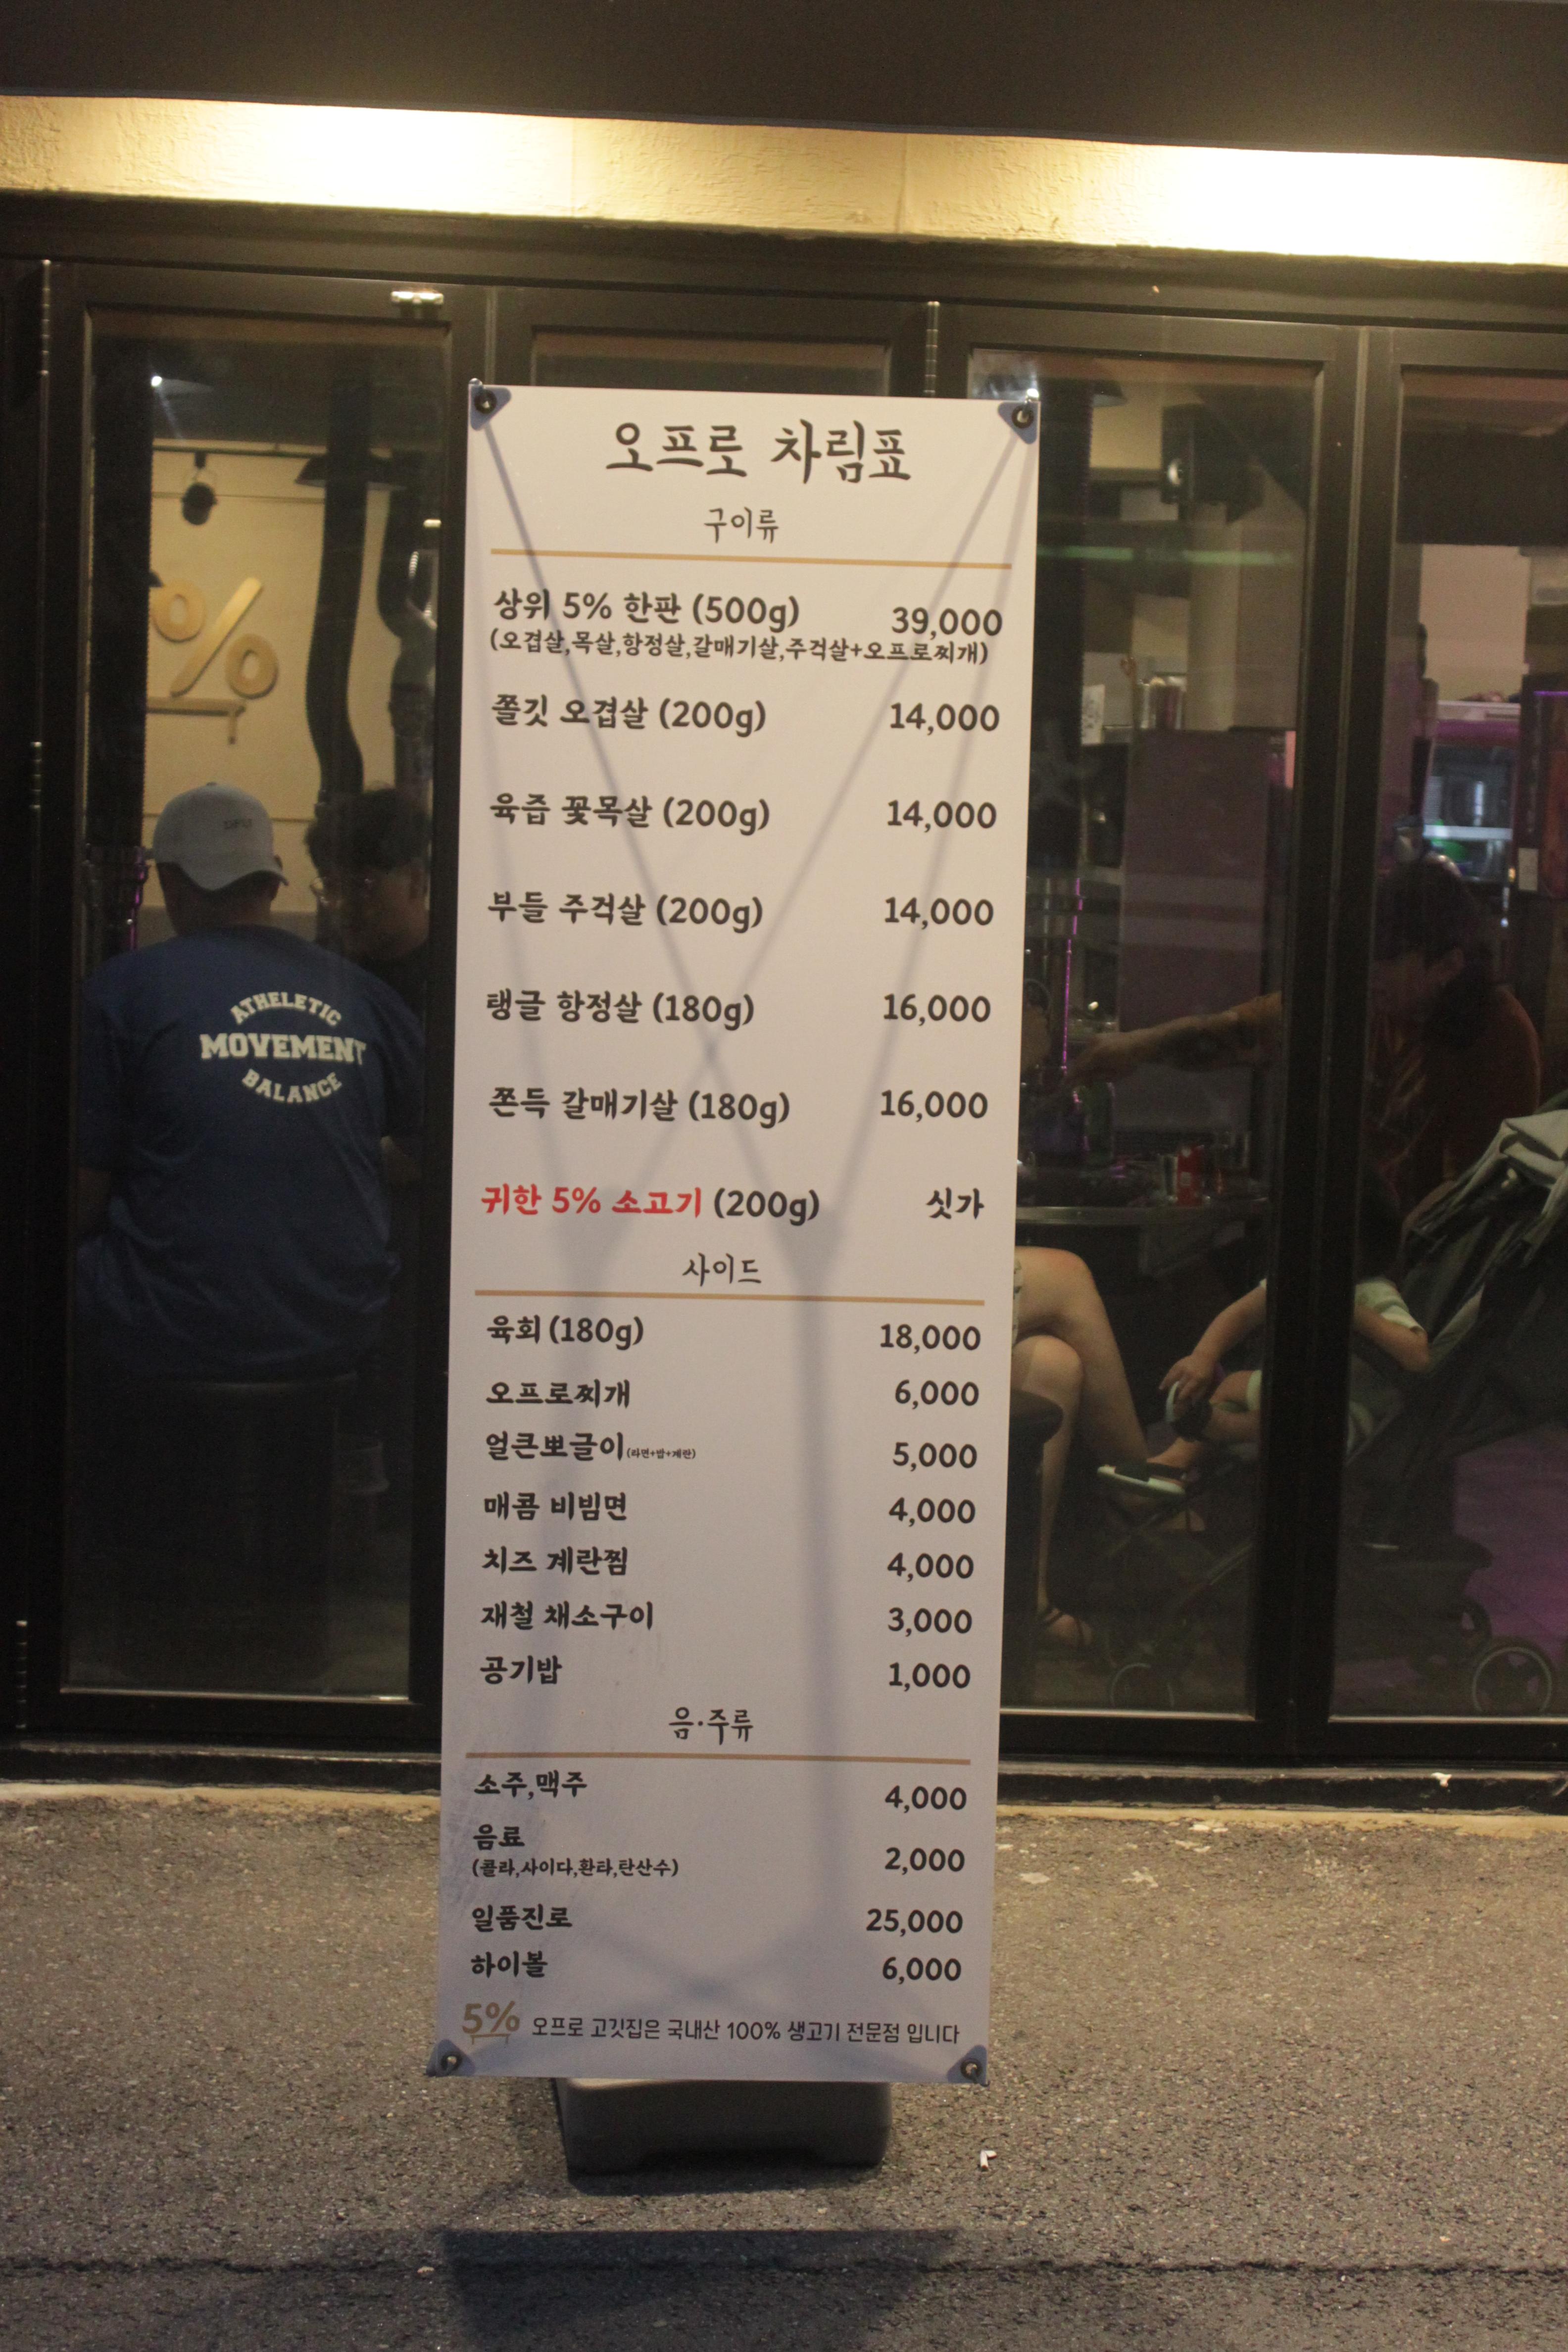 오프로 차림표
구이류
상위 5% 한판 (500g) 39,000
(오겹살,목살,항정살,갈매기살,주걱살+오프로찌개)
쫄깃 오겹살 (200g) 14,000
육즙 꽃목살 (200g) 14,000
부들 주걱살 (200g) 14,000
탱글 항정살 (180g) 16,000
쫀득 갈매기살 (180g) 16,000
귀한 5% 소고기 (200g) 싯가
사이드
육회 (180g) 18,000
오프로찌개 6,000
얼큰뽀글이(라면+밥+계란) 5,000
매콤 비빔면 4,000
치즈 계란찜 4,000
재철 채소구이 3,000
공기밥 1,000
음·주류
소주,맥주 4,000
음료 2,000
(콜라,사이다,환타,탄산수)
일품진로 25,000
하이볼 6,000
5% 오프로 고깃집은 국내산 100% 생고기 전문점 입니다
%
ATHELETIC
MOVEMENT
BALANCE